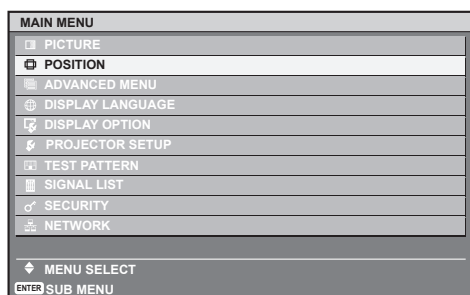 MAIN MENU
PICTURE
POSITION
ADVANCED MENU
DISPLAY LANGUAGE
DISPLAY OPTION
PROJECTOR SETUP
TEST PATTERN
SIGNAL LIST
SECURITY
NETWORK
MENU SELECT
ENTER SUB MENU